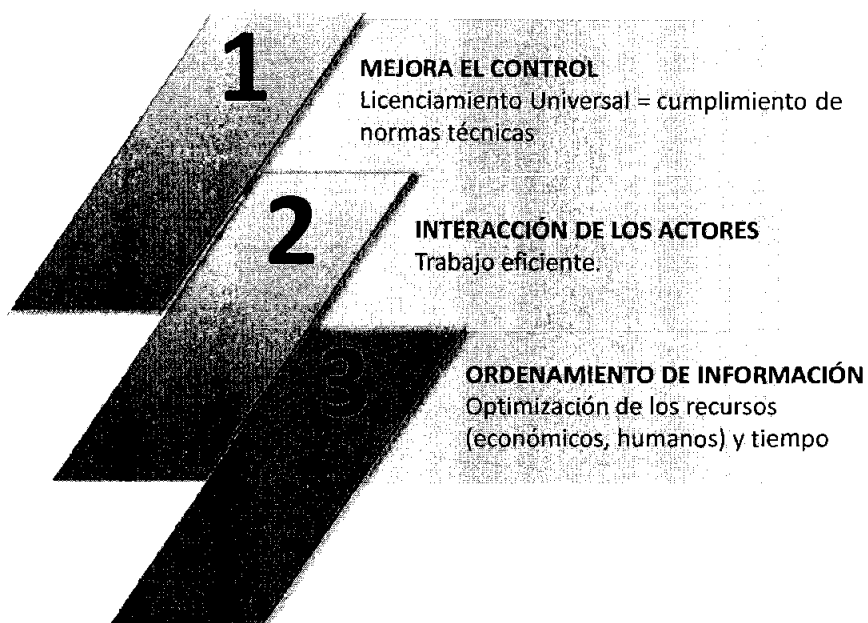 1
MEJORA EL CONTROL
Licenciamiento Universal = cumplimiento de
normas técnicas
2
INTERACCIÓN DE LOS ACTORES
Trabajo eficiente.
3
ORDENAMIENTO DE INFORMACIÓN
Optimización de los recursos
(económicos, humanos) y tiempo